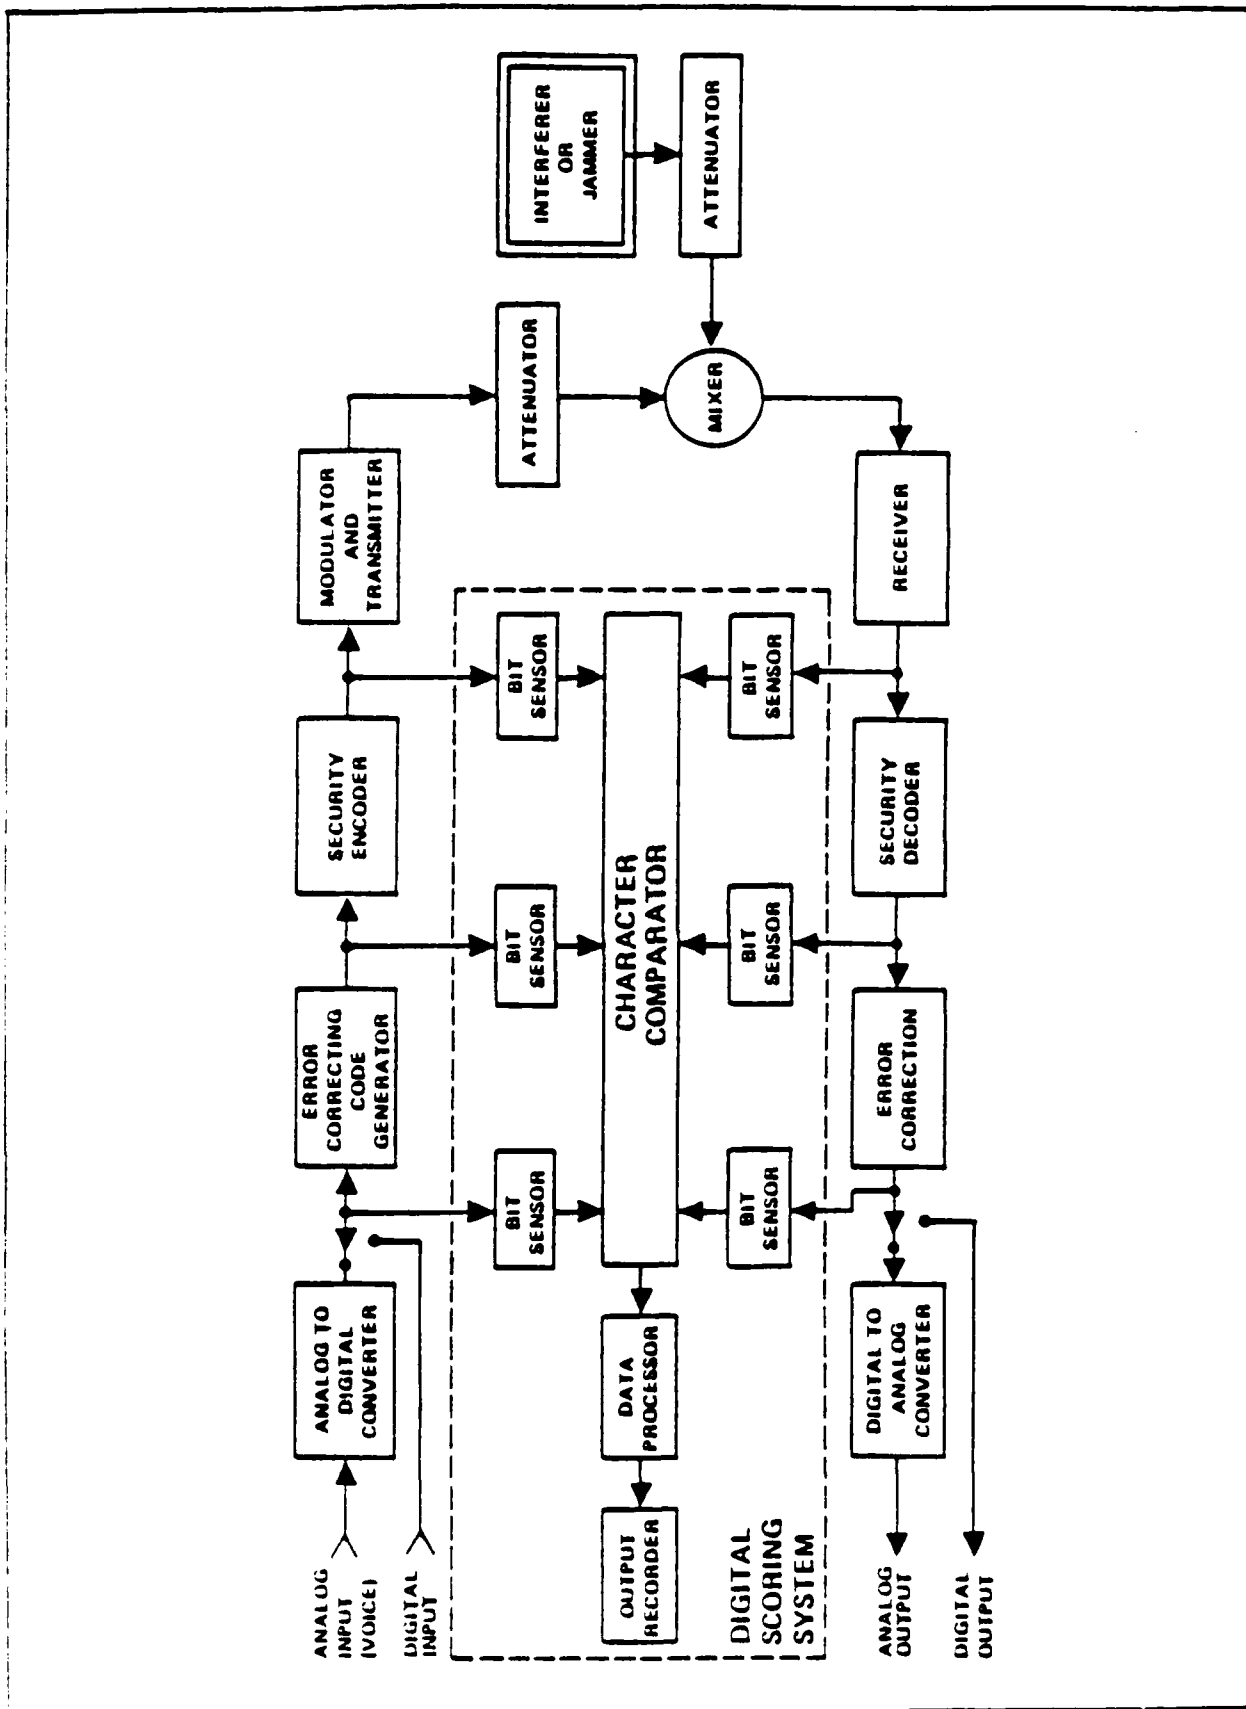 ANALOG
INPUT
(VOICE)
DIGITAL
INPUT
ANALOG TO
DIGITAL
CONVERTER
ERROR
CORRECTING
CODE
GENERATOR
SECURITY
ENCODER
MODULATOR
AND
TRANSMITTER
ATTENUATOR
INTERFERER
OR
JAMMER
ATTENUATOR
MIXER
BIT
SENSOR
BIT
SENSOR
BIT
SENSOR
CHARACTER
COMPARATOR
DATA
PROCESSOR
OUTPUT
RECORDER
BIT
SENSOR
BIT
SENSOR
BIT
SENSOR
DIGITAL
SCORING
SYSTEM
ANALOG
OUTPUT
DIGITAL
OUTPUT
DIGITAL TO
ANALOG
CONVERTER
ERROR
CORRECTION
SECURITY
DECODER
RECEIVER